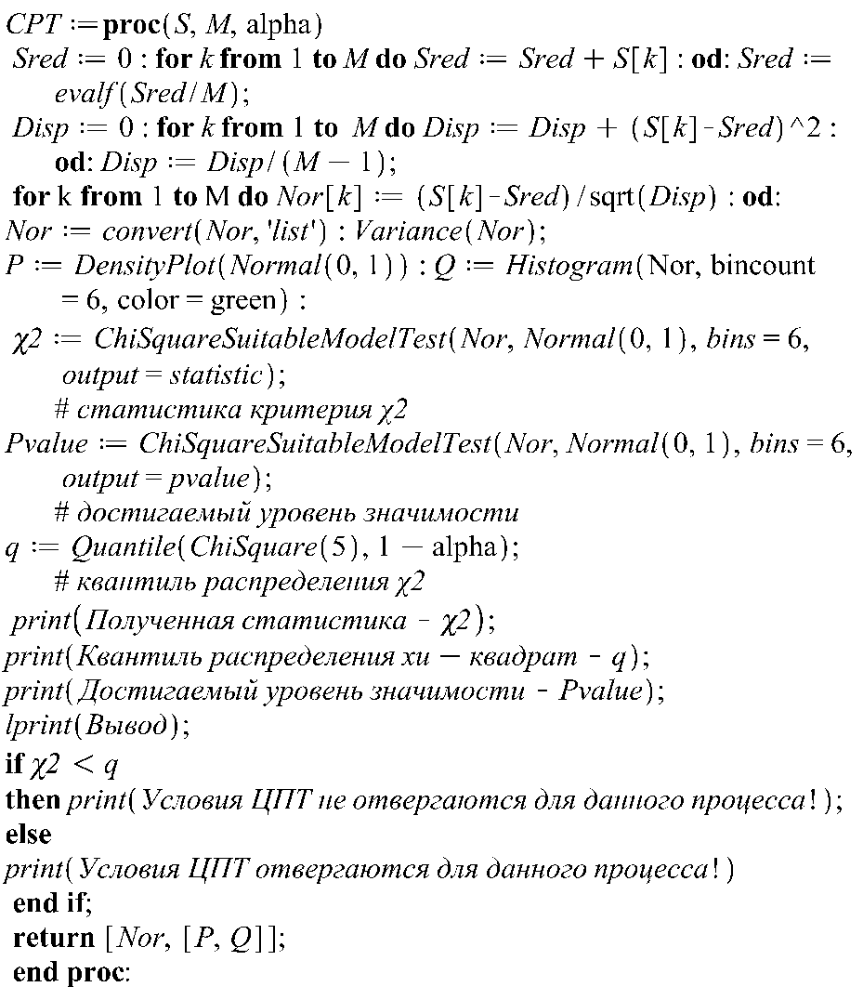 CPT := proc(S, M, alpha)
Sred := 0 : for k from 1 to M do Sred := Sred + S[k] : od: Sred :=
evalf(Sred/M);
Disp := 0 : for k from 1 to M do Disp := Disp + (S[k]-Sred)^2 :
od: Disp := Disp/(M − 1);
for k from 1 to M do Nor[k] := (S[k]-Sred)/sqrt(Disp) : od:
Nor := convert(Nor, 'list') : Variance(Nor);
P := DensityPlot(Normal(0, 1)) : Q := Histogram(Nor, bincount
= 6, color = green) :
χ2 := ChiSquareSuitableModelTest(Nor, Normal(0, 1), bins = 6,
output = statistic);
# статистика критерия χ2
Pvalue := ChiSquareSuitableModelTest(Nor, Normal(0, 1), bins = 6,
output = pvalue);
# достигаемый уровень значимости
q := Quantile(ChiSquare(5), 1 − alpha);
# квантиль распределения χ2
print(Полученная статистика - χ2);
print(Квантиль распределения хи − квадрат - q);
print(Достигаемый уровень значимости - Pvalue);
lprint(Вывод);
if χ2 < q
then print(Условия ЦПТ не отвергаются для данного процесса!);
else
print(Условия ЦПТ отвергаются для данного процесса!)
end if;
return [Nor, [P, Q]];
end proc: